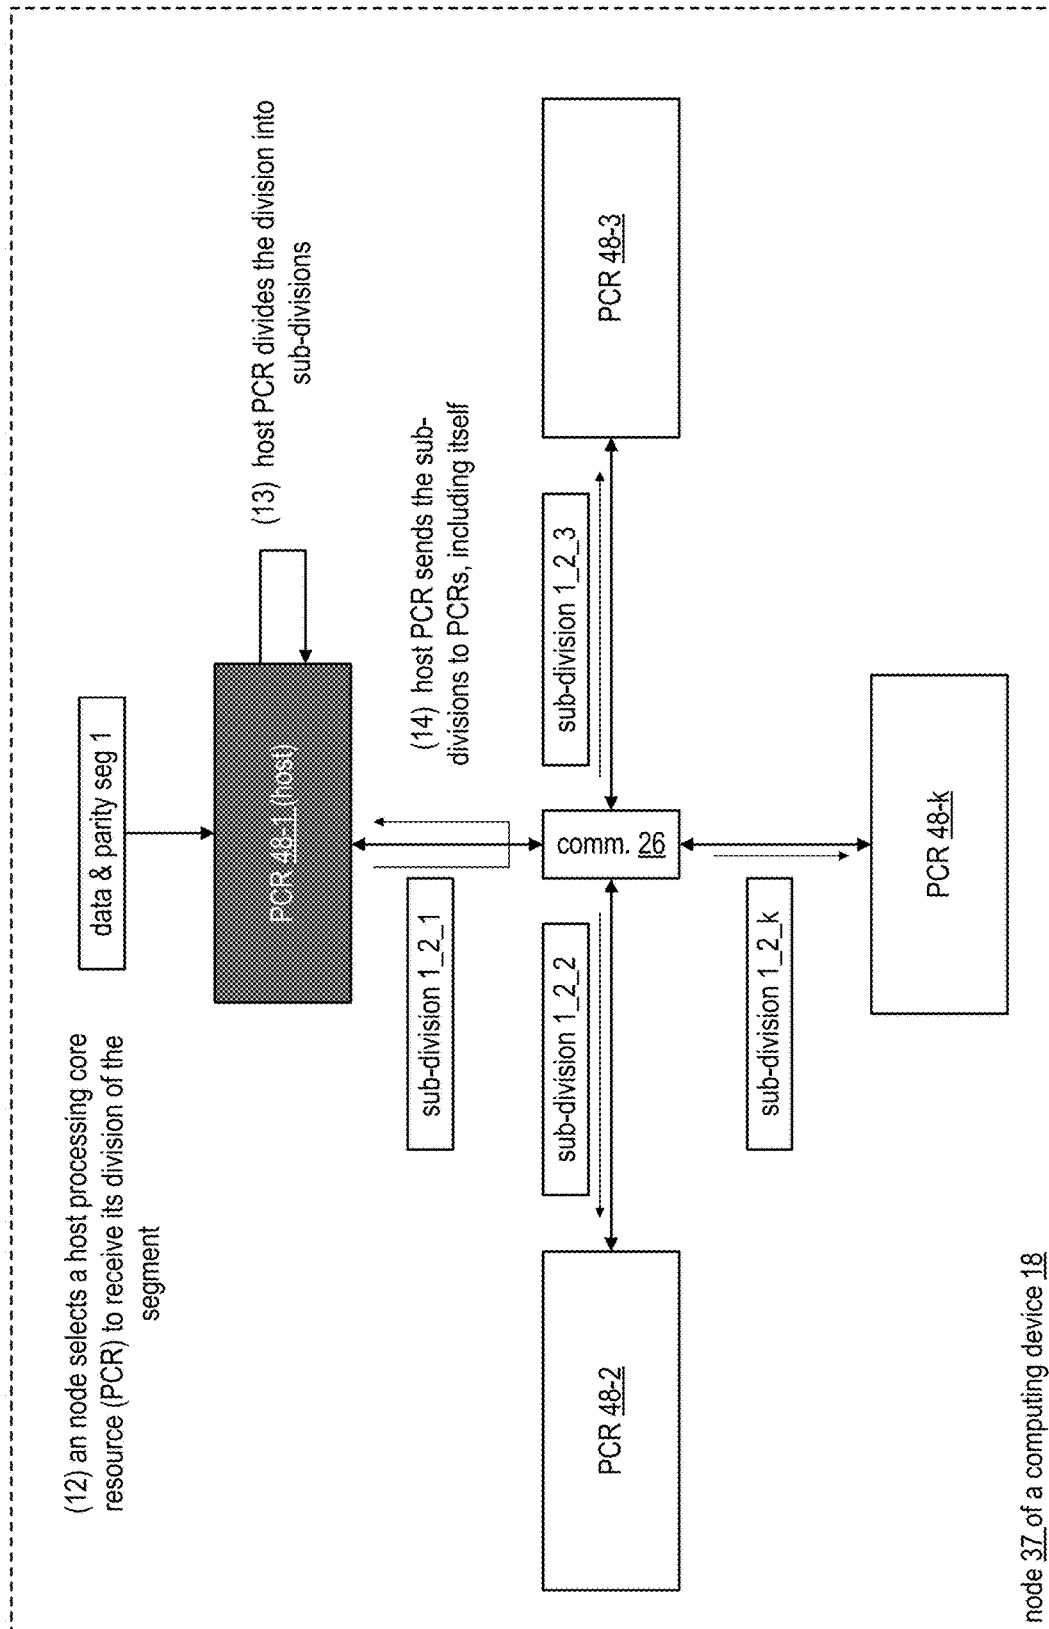 (12) an node selects a host processing core
resource (PCR) to receive its division of the
segment
data & parity seg 1
PCR 48-1 (host)
(13) host PCR divides the division into
sub-divisions
(14) host PCR sends the sub-
divisions to PCRs, including itself
sub-division 1_2_1
sub-division 1_2_2
comm. 26
sub-division 1_2_3
PCR 48-2
PCR 48-3
sub-division 1_2_k
PCR 48-k
node 37 of a computing device 18